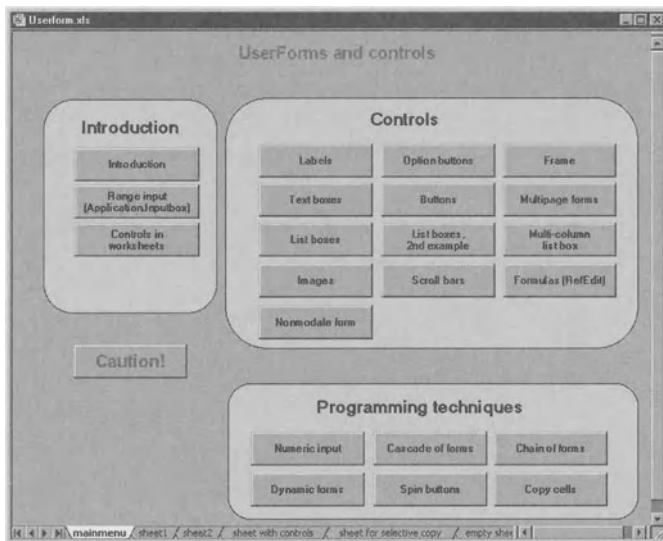 Userform.xls
UserForms and controls
Introduction
Introduction
Range input
(Application.Inputbox)
Controls in
worksheets
Caution!
Controls
Labels
Option buttons
Frame
Text boxes
Buttons
Multipage forms
List boxes
List boxes,
2nd example
Multi-column
list box
Images
Scroll bars
Formulas (RefEdit)
Nonmodale form
Programming techniques
Numeric input
Cascade of forms
Chain of forms
Dynamic forms
Spin buttons
Copy cells
mainmenu / sheet1 / sheet2 / sheet with controls / sheet for selective copy / empty shee